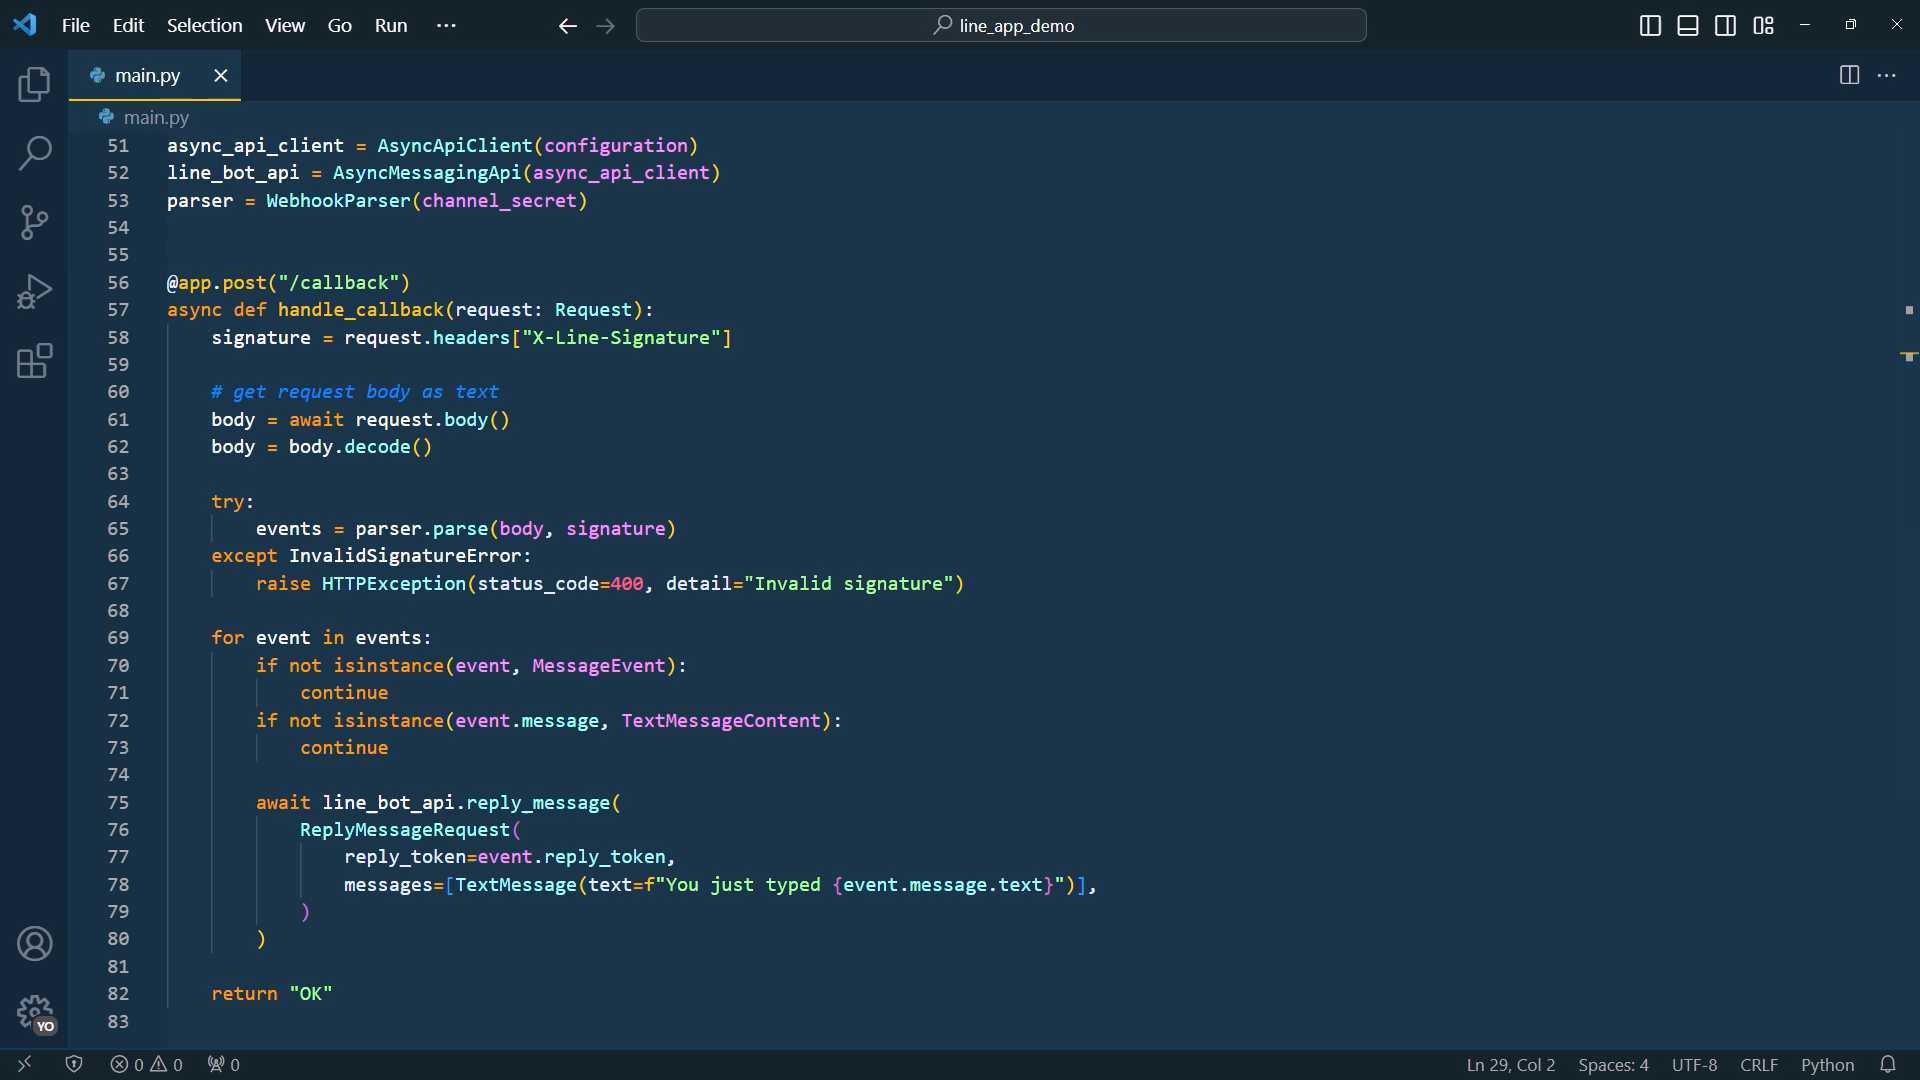 File Edit Selection View Go Run ··· line_app_demo
main.py
main.py
51 async_api_client = AsyncApiClient(configuration)
52 line_bot_api = AsyncMessagingApi(async_api_client)
53 parser = WebhookParser(channel_secret)
54
55
56 @app.post("/callback")
57 async def handle_callback(request: Request):
58     signature = request.headers["X-Line-Signature"]
59
60     # get request body as text
61     body = await request.body()
62     body = body.decode()
63
64     try:
65         events = parser.parse(body, signature)
66     except InvalidSignatureError:
67         raise HTTPException(status_code=400, detail="Invalid signature")
68
69     for event in events:
70         if not isinstance(event, MessageEvent):
71             continue
72         if not isinstance(event.message, TextMessageContent):
73             continue
74
75         await line_bot_api.reply_message(
76             ReplyMessageRequest(
77                 reply_token=event.reply_token,
78                 messages=[TextMessage(text=f"You just typed {event.message.text}")],
79             )
80         )
81
82     return "OK"
83
YO
0 0 0 Ln 29, Col 2 Spaces: 4 UTF-8 CRLF Python